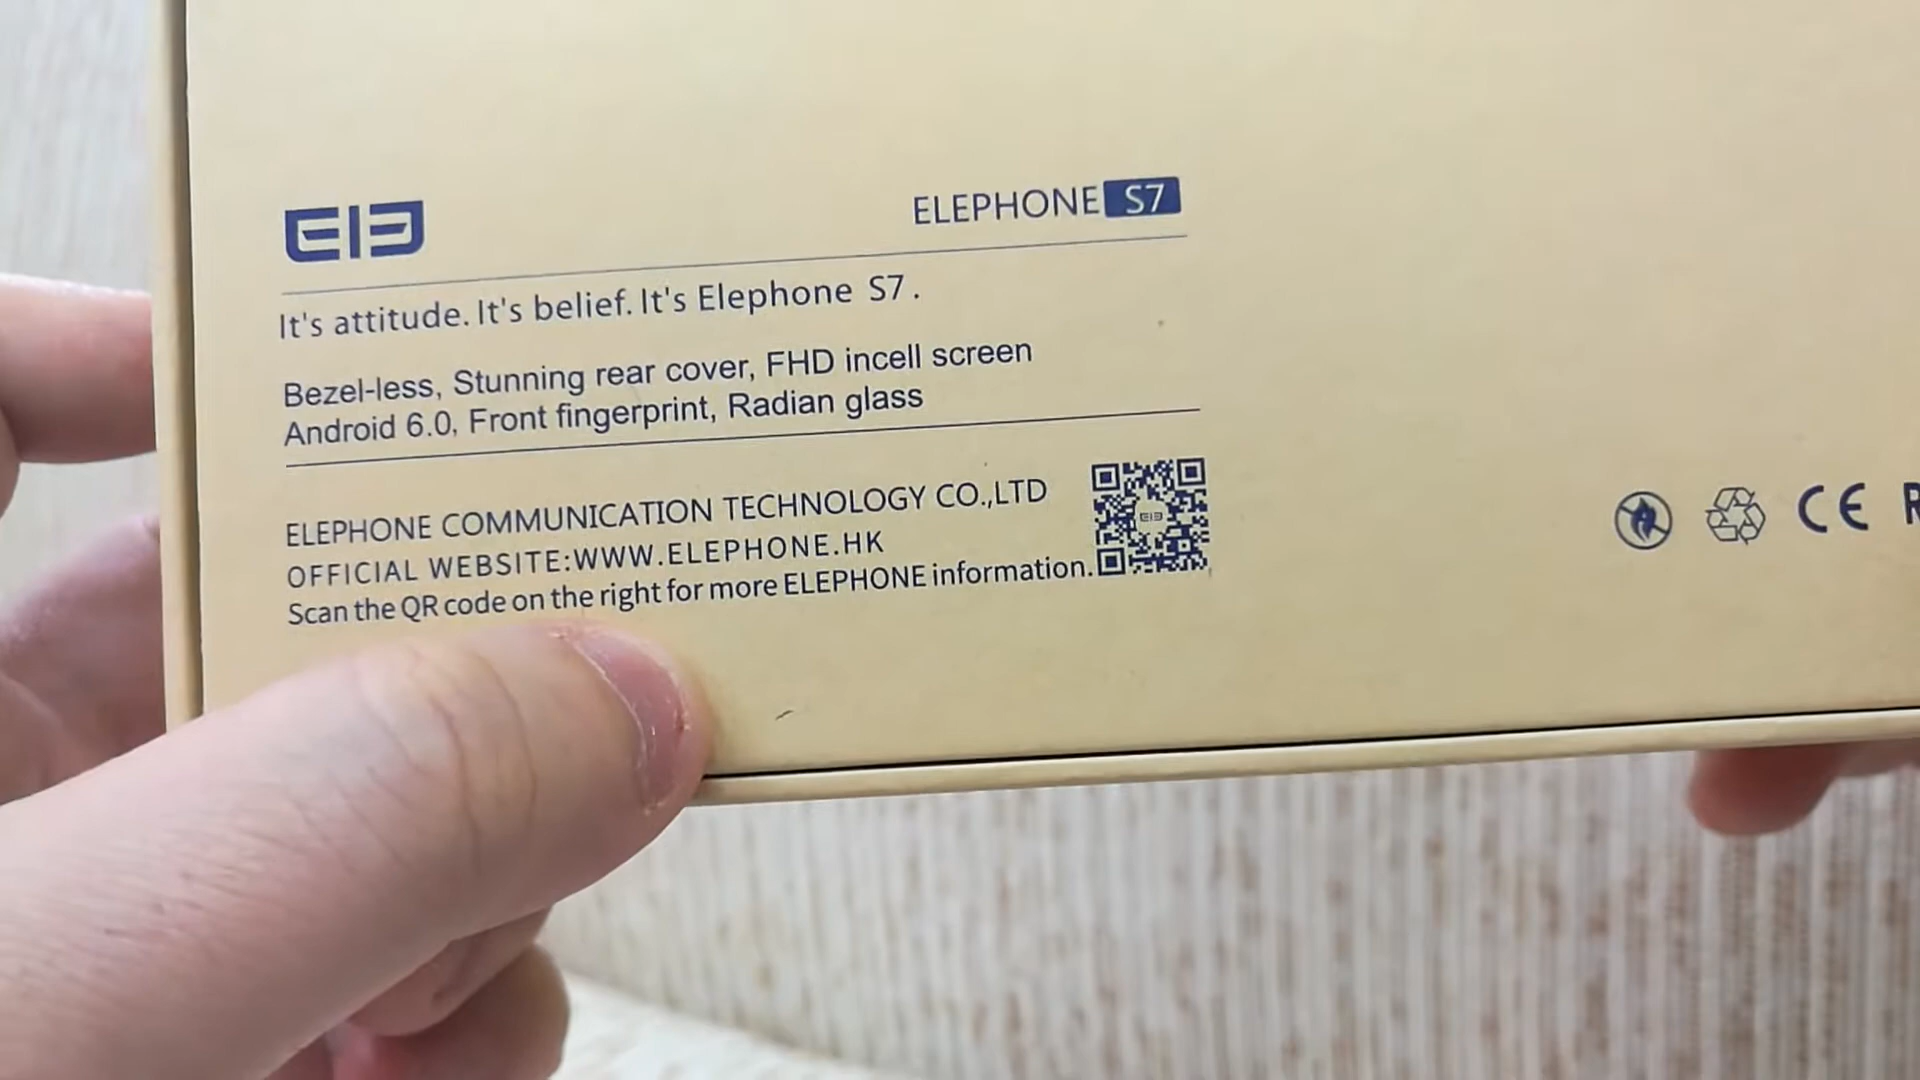 ELEPHONE S7
It's attitude. It's belief. It's Elephone S7.
Bezel-less, Stunning rear cover, FHD incell screen
Android 6.0, Front fingerprint, Radian glass
ELEPHONE COMMUNICATION TECHNOLOGY CO.,LTD
OFFICIAL WEBSITE:WWW.ELEPHONE.HK
Scan the QR code on the right for more ELEPHONE information.
CE